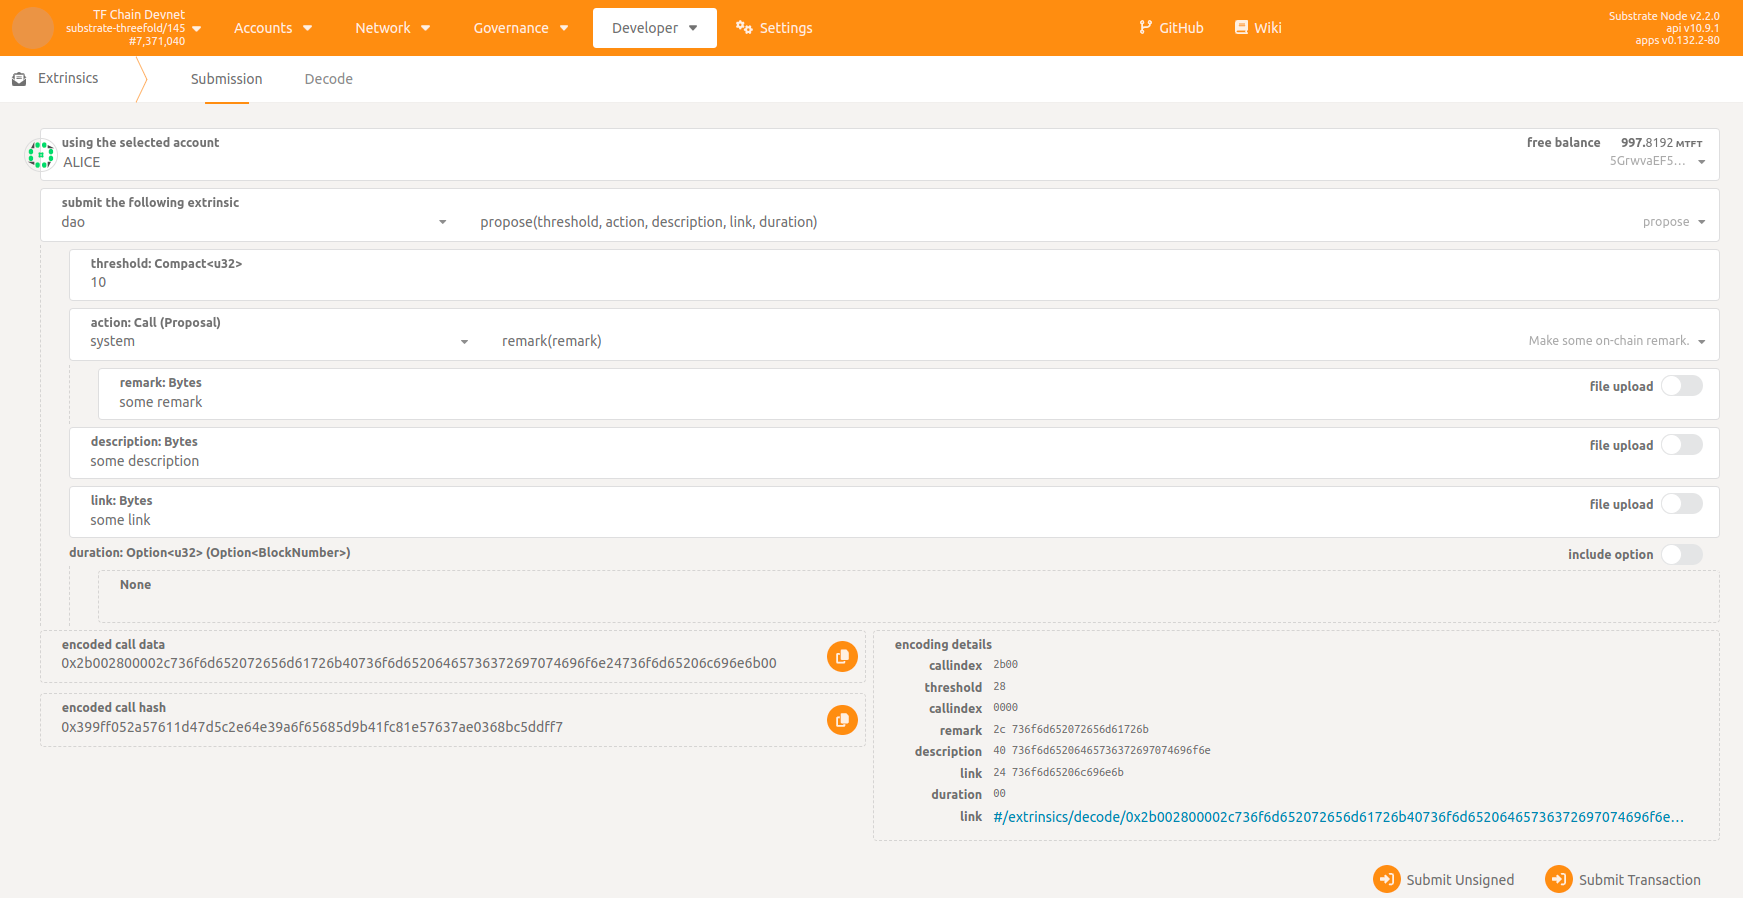 TF Chain Devnet
substrate-threefold/145
#7,371,040
Accounts
Network
Governance
Developer
Settings
GitHub
Wiki
Substrate Node v2.2.0
api v10.9.1
apps v0.132.2-80
Extrinsics
Submission
Decode
using the selected account
ALICE
free balance 997.8192 MTFT
5GrwvaEF5...
submit the following extrinsic
dao
propose(threshold, action, description, link, duration)
propose
threshold: Compact<u32>
10
action: Call (Proposal)
system
remark(remark)
Make some on-chain remark.
remark: Bytes
some remark
file upload
description: Bytes
some description
file upload
link: Bytes
some link
file upload
duration: Option<u32> (Option<BlockNumber>)
include option
None
encoded call data
0x2b002800002c736f6d652072656d61726b40736f6d65206465736372697074696f6e24736f6d65206c696e6b00
encoded call hash
0x399ff052a57611d47d5c2e64e39a6f65685d9b41fc81e57637ae0368bc5ddff7
encoding details
callindex 2b00
threshold 28
callindex 0000
remark 2c 736f6d652072656d61726b
description 40 736f6d65206465736372697074696f6e
link 24 736f6d65206c696e6b
duration 00
link #/extrinsics/decode/0x2b002800002c736f6d652072656d61726b40736f6d65206465736372697074696f6e...
Submit Unsigned
Submit Transaction